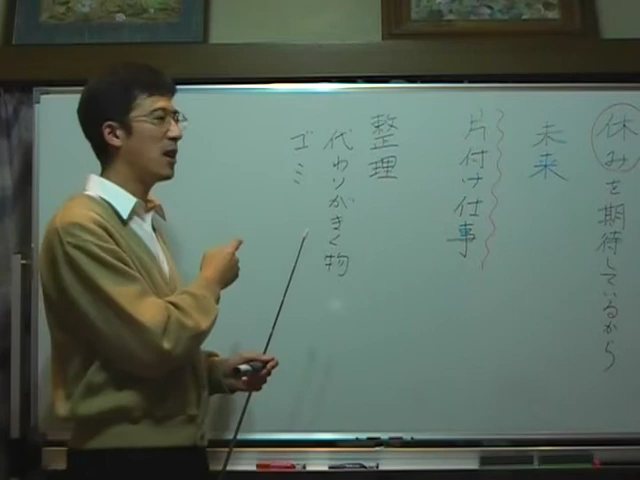 休みを期待しているから
未来
片付け仕事
整理
代わりがきく物
ゴミ